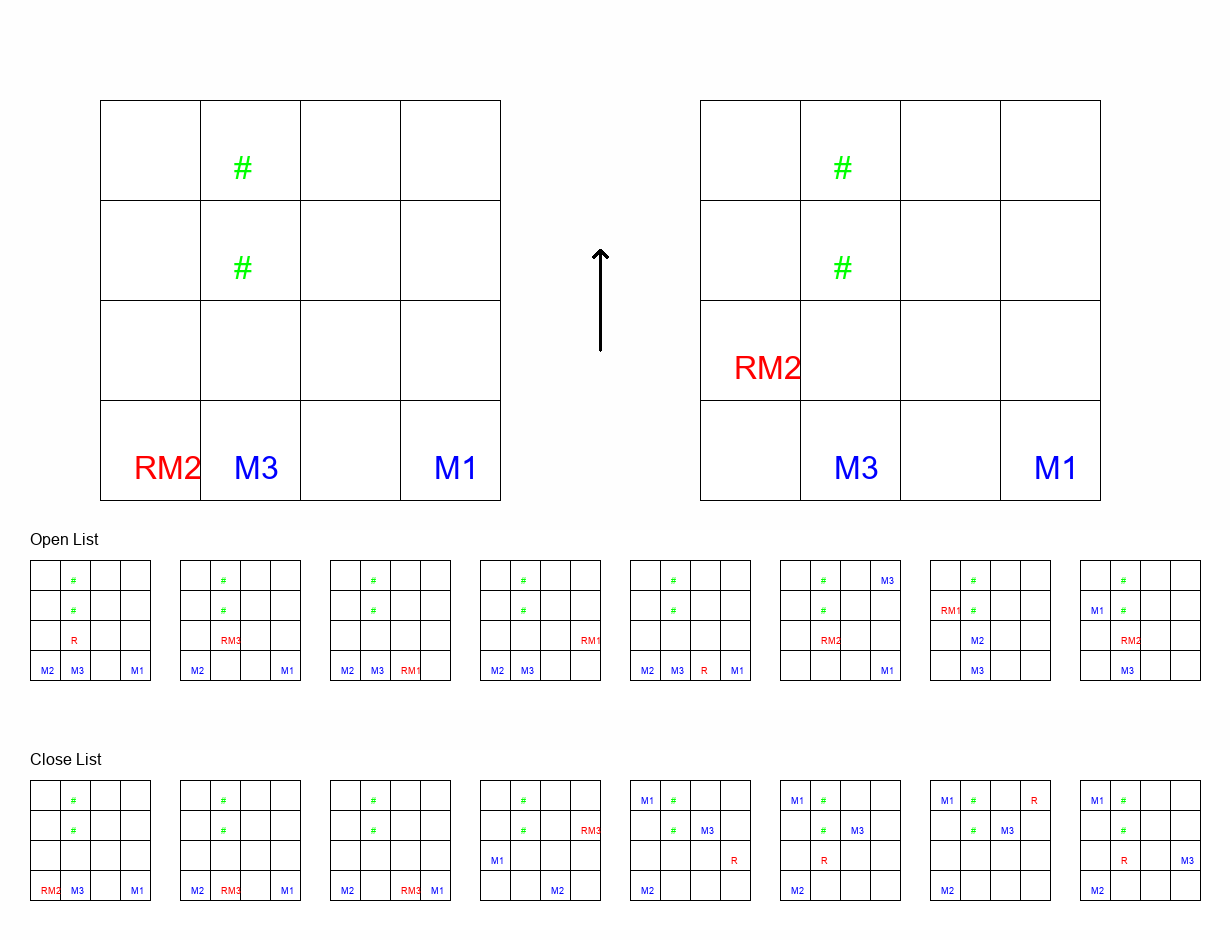 # #
# #
RM2
RM2 M3 M1 M3 M1
Open List
# # # # # # M3 # #
# # # # # # RM1 # M1 #
R RM3 RM1 RM2 M2 RM2
M2 M3 M1 M2 M1 M2 M3 RM1 M2 M3 M2 M3 R M1 M1 M3 M3
Close List
# # # # M1 # M1 # M1 # R M1 #
# # # # RM3 # M3 # M3 # M3 #
M1 R R R M3
RM2 M3 M1 M2 RM3 M1 M2 RM3 M1 M2 M2 M2 M2 M2